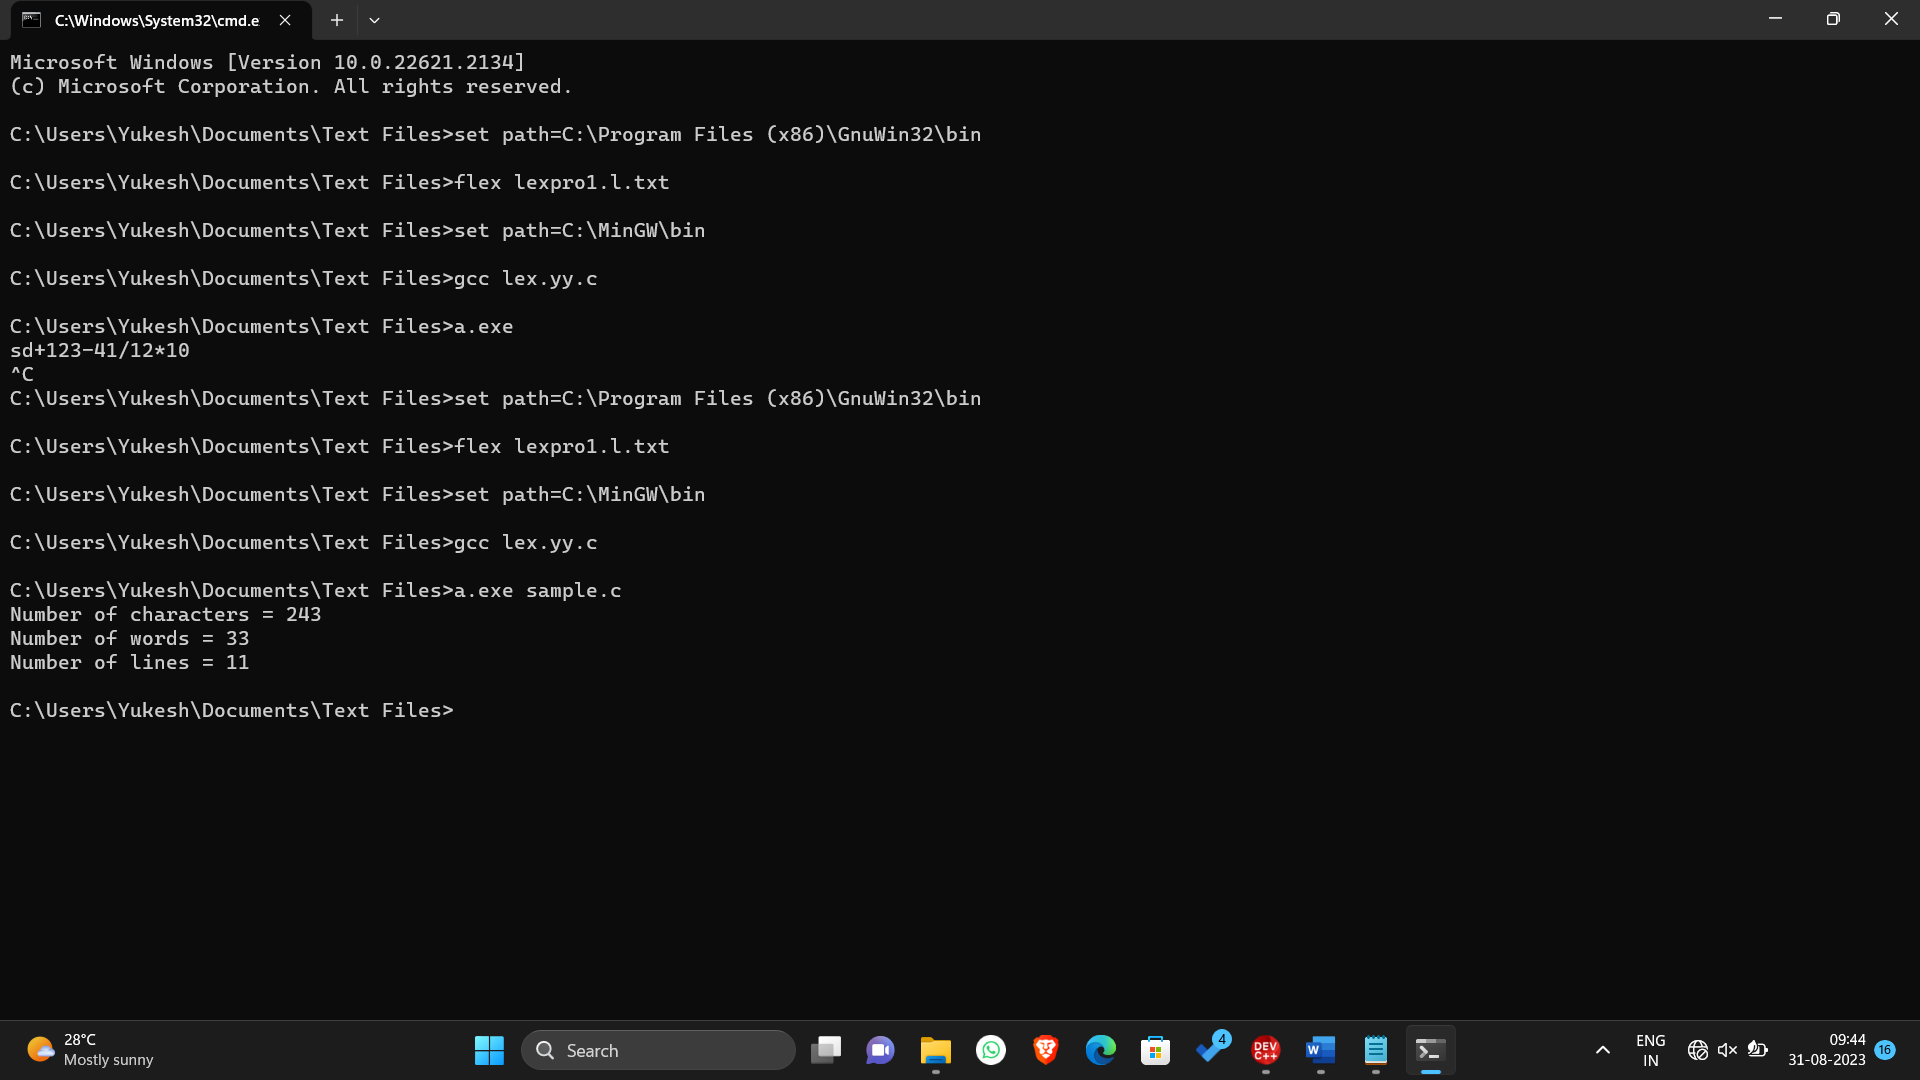 C:\Windows\System32\cmd.e
Microsoft Windows [Version 10.0.22621.2134]
(c) Microsoft Corporation. All rights reserved.
C:\Users\Yukesh\Documents\Text Files>set path=C:\Program Files (x86)\GnuWin32\bin
C:\Users\Yukesh\Documents\Text Files>flex lexpro1.l.txt
C:\Users\Yukesh\Documents\Text Files>set path=C:\MinGW\bin
C:\Users\Yukesh\Documents\Text Files>gcc lex.yy.c
C:\Users\Yukesh\Documents\Text Files>a.exe
sd+123-41/12*10
^C
C:\Users\Yukesh\Documents\Text Files>set path=C:\Program Files (x86)\GnuWin32\bin
C:\Users\Yukesh\Documents\Text Files>flex lexpro1.l.txt
C:\Users\Yukesh\Documents\Text Files>set path=C:\MinGW\bin
C:\Users\Yukesh\Documents\Text Files>gcc lex.yy.c
C:\Users\Yukesh\Documents\Text Files>a.exe sample.c
Number of characters = 243
Number of words = 33
Number of lines = 11
C:\Users\Yukesh\Documents\Text Files>
28°C
Mostly sunny
Search
4
DEV
C++
W
ENG
IN
09:44
31-08-2023
16